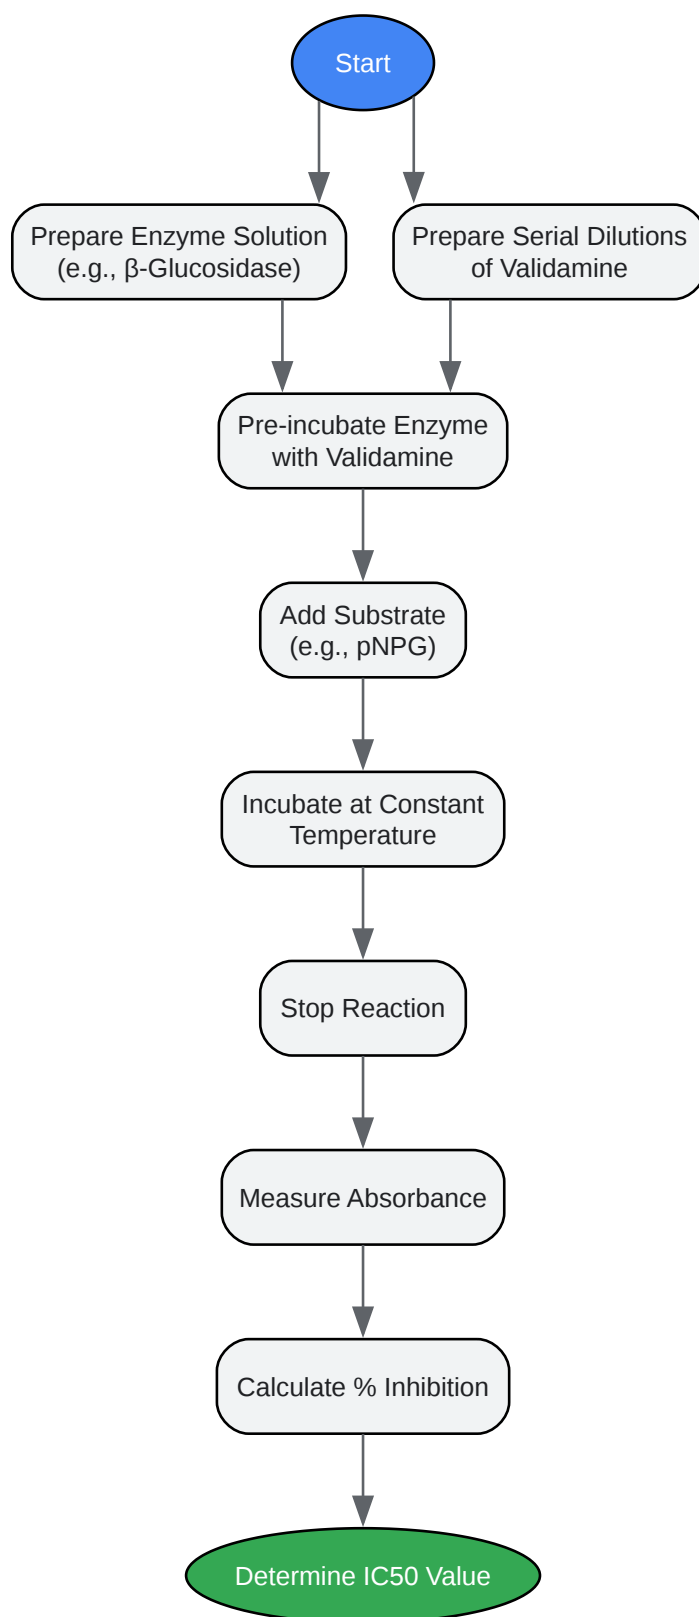 Start
Prepare Enzyme Solution
(e.g., β-Glucosidase)
Prepare Serial Dilutions
of Validamine
Pre-incubate Enzyme
with Validamine
Add Substrate
(e.g., pNPG)
Incubate at Constant
Temperature
Stop Reaction
Measure Absorbance
Calculate % Inhibition
Determine IC50 Value